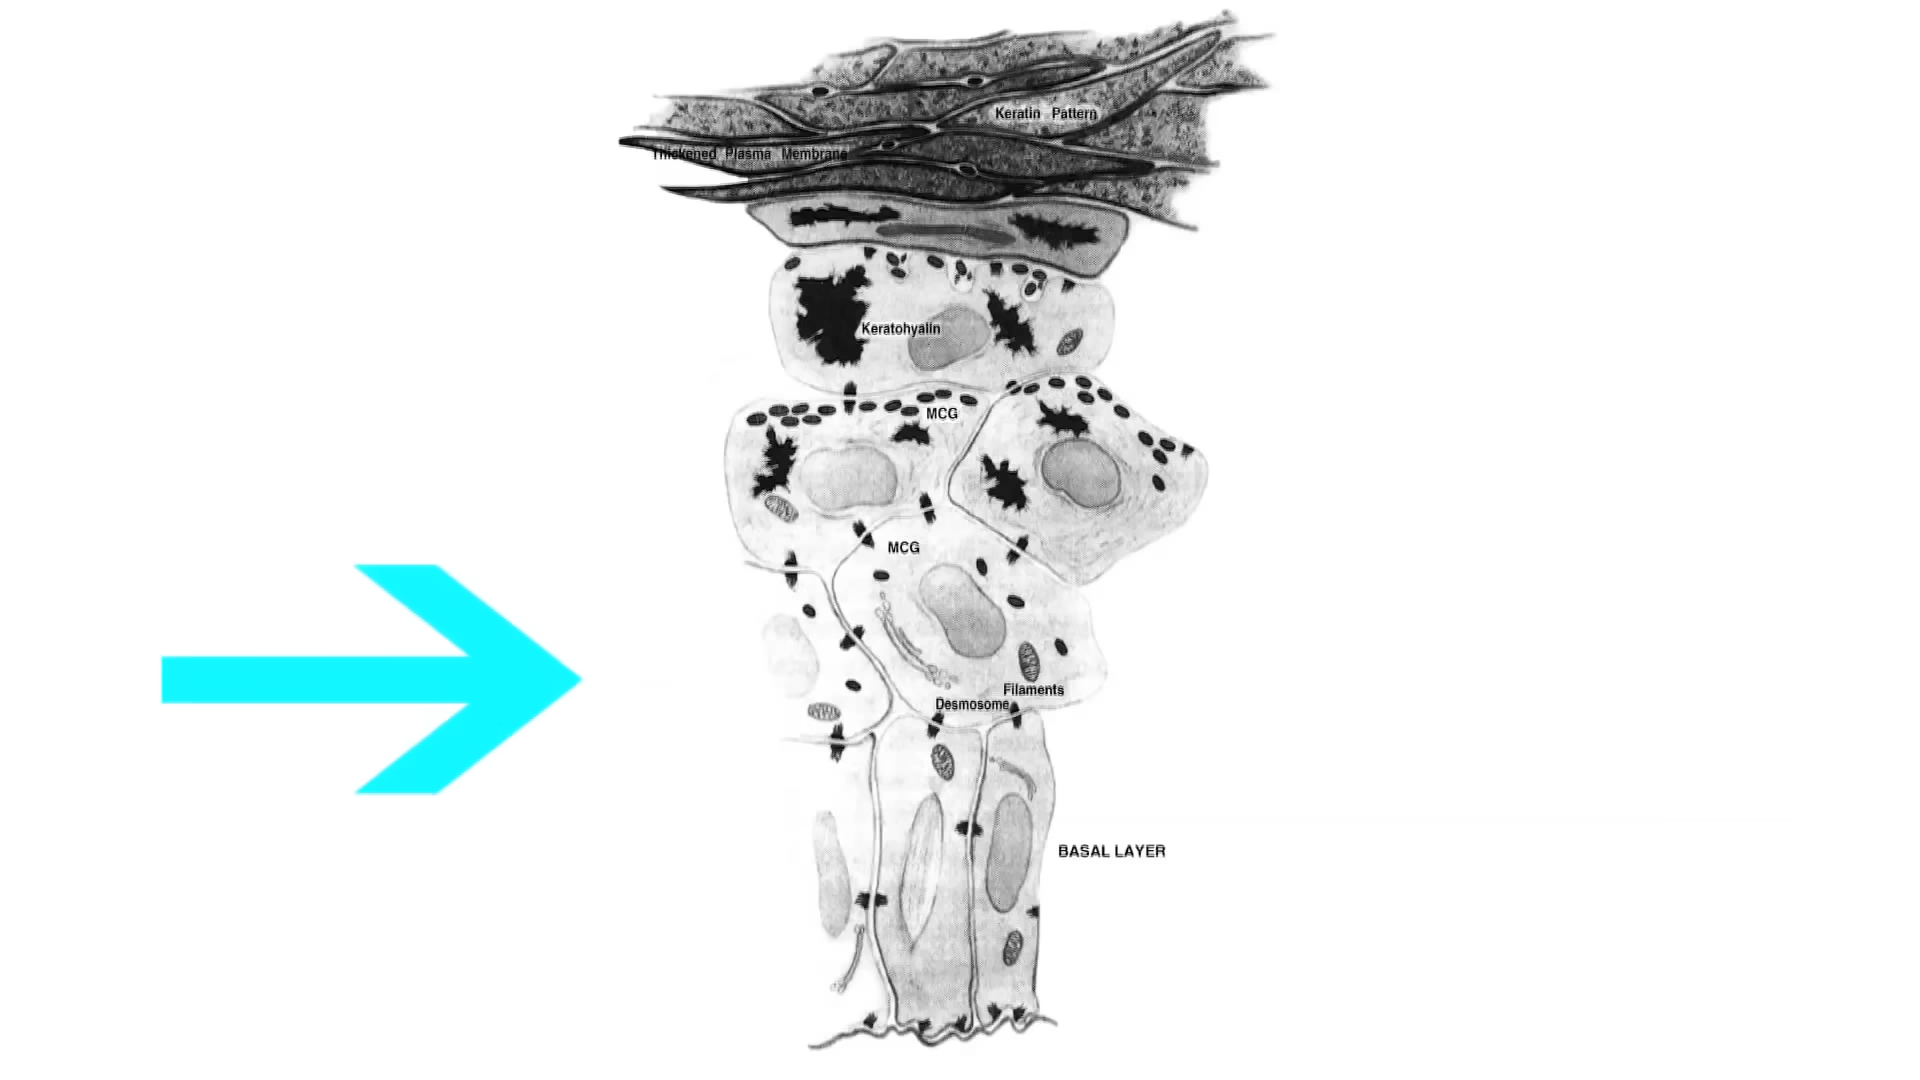 Keratin Pattern
Thickened Plasma Membrane
Keratohyalin
MCG
MCG
Filaments
Desmosome
BASAL LAYER